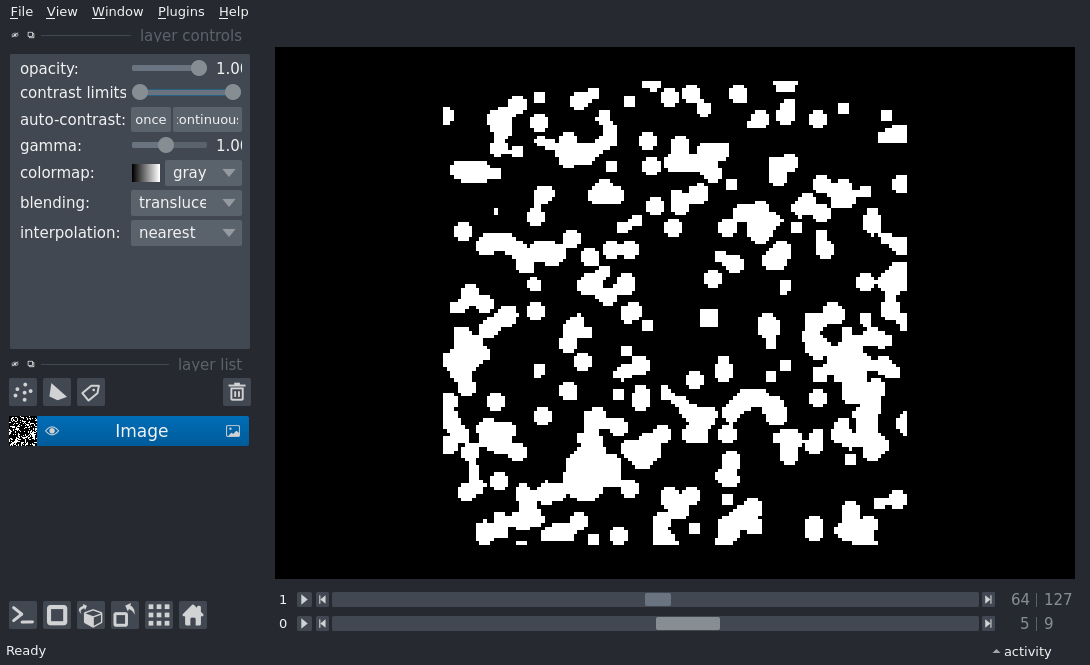 File View Window Plugins Help
layer controls
opacity: 1.00
contrast limits
auto-contrast: once continuous
gamma: 1.00
colormap: gray
blending: transluce
interpolation: nearest
layer list
Image
1 64 | 127
0 5 | 9
Ready activity